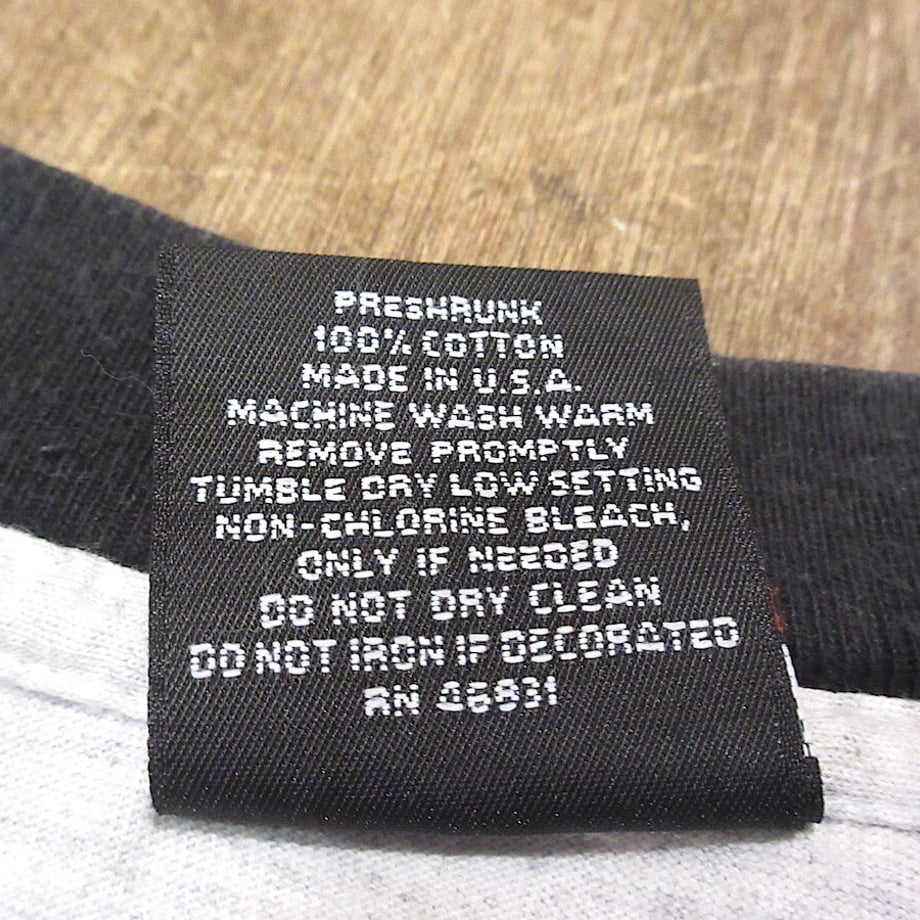 PRESHRUNK
100% COTTON
MADE IN U.S.A.
MACHINE WASH WARM
REMOVE PROMPTLY
TUMBLE DRY LOW SETTING
NON-CHLORINE BLEACH,
ONLY IF NEEDED
DO NOT DRY CLEAN
DO NOT IRON IF DECORATED
RN